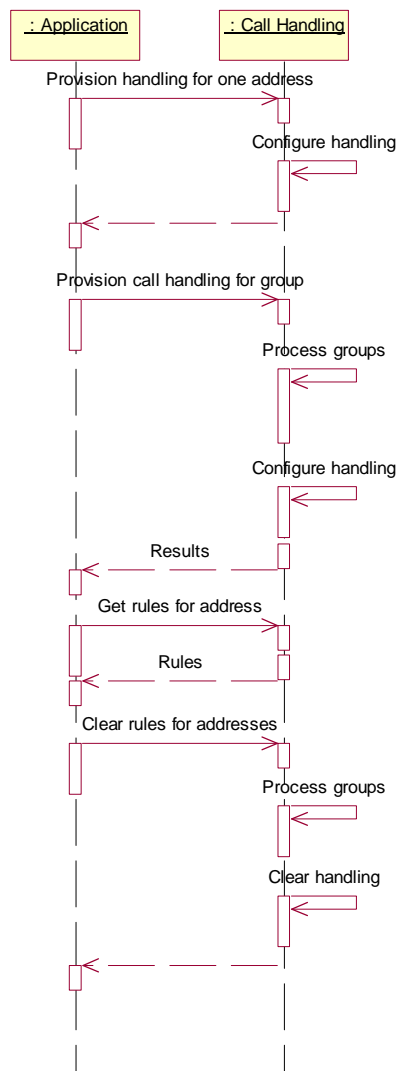 : Application
: Call Handling
Provision handling for one address
Configure handling
Provision call handling for group
Process groups
Configure handling
Results
Get rules for address
Rules
Clear rules for addresses
Process groups
Clear handling